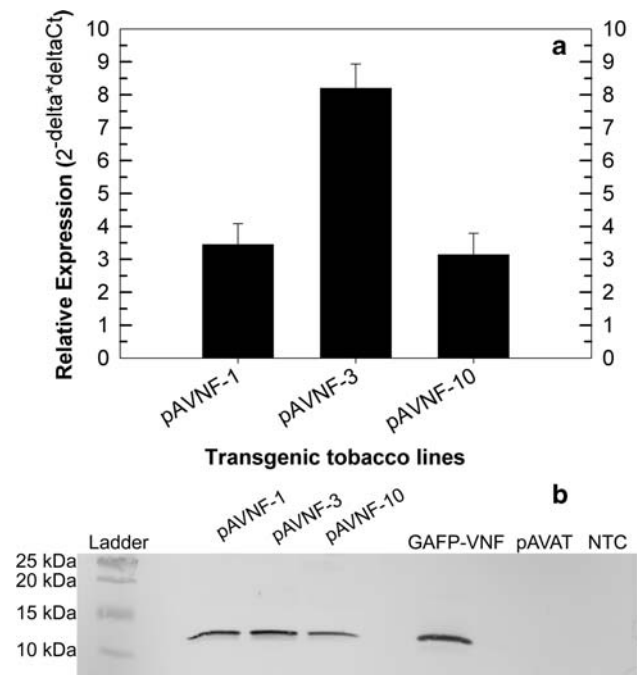 a
10 10
9 9
8 8
7 7
6 6
5 5
4 4
3 3
2 2
1 1
0 0
Relative Expression (2^-delta*deltaCt)
pAVNF-1 pAVNF-3 pAVNF-10
Transgenic tobacco lines
b
pAVNF-1 pAVNF-3 pAVNF-10
Ladder GAFP-VNF pAVAT NTC
25 kDa
20 kDa
15 kDa
10 kDa